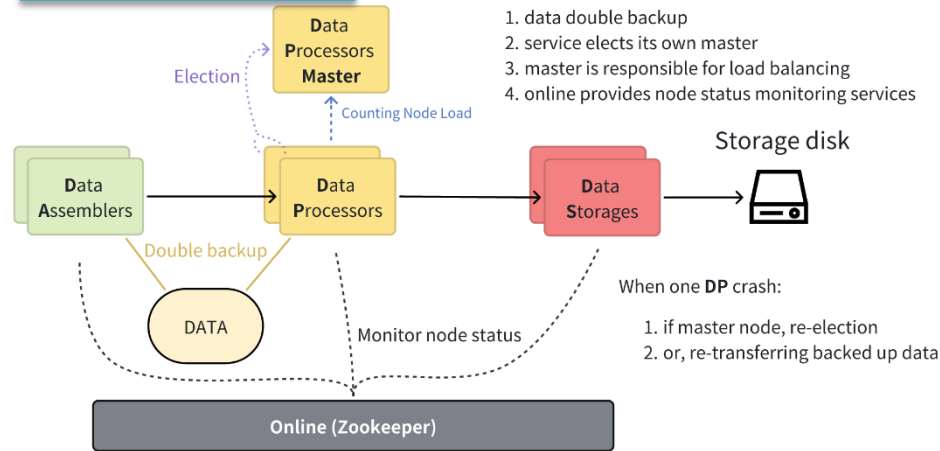 1. data double backup
2. service elects its own master
3. master is responsible for load balancing
4. online provides node status monitoring services
Data
Processors
Master
Election
Counting Node Load
Storage disk
Data
Assemblers
Data
Processors
Data
Storages
Double backup
DATA
Monitor node status
When one DP crash:
1. if master node, re-election
2. or, re-transferring backed up data
Online (Zookeeper)